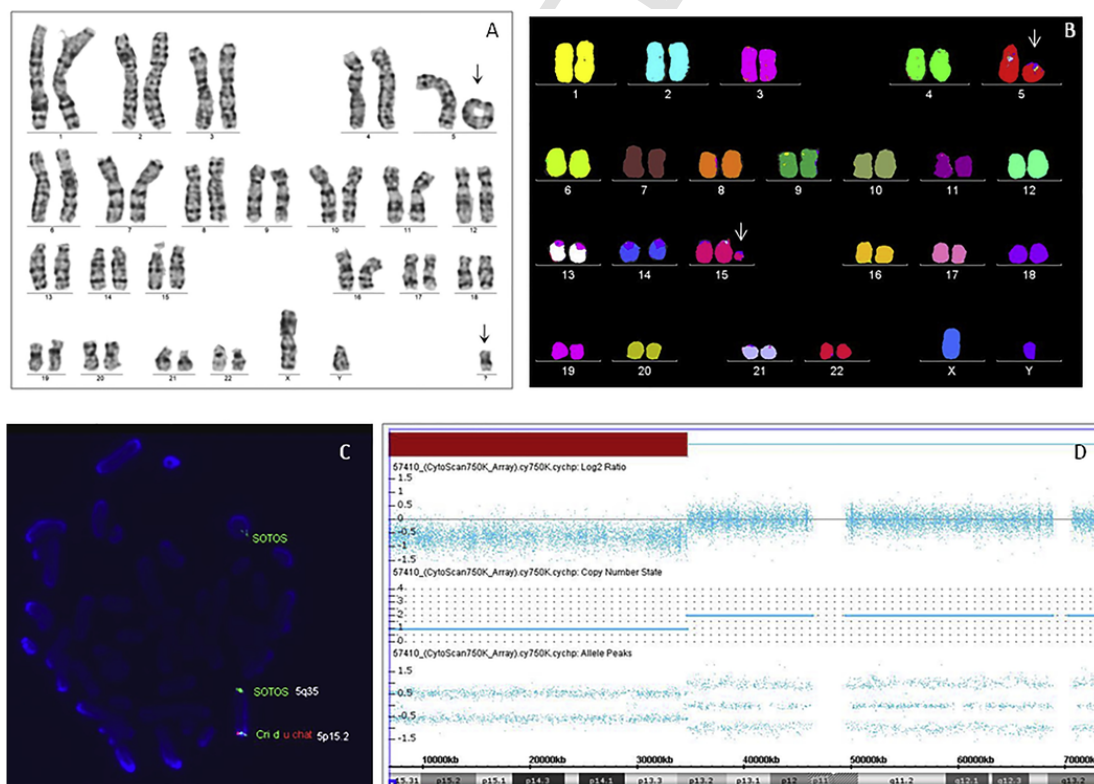 A
1 2 3 4 5
6 7 8 9 10 11 12
13 14 15 16 17 18
19 20 21 22 X Y ?
B
1 2 3 4 5
6 7 8 9 10 11 12
13 14 15 16 17 18
19 20 21 22 X Y
C
SOTOS
SOTOS 5q35
Cri d u chat 5p15.2
D
57410_(CytoScan750K_Array).cy750K.cychp: Log2 Ratio
1.5
1.0
0.5
0
-0.5
-1.5
57410_(CytoScan750K_Array).cy750K.cychp: Copy Number State
4
3
2
1
0
57410_(CytoScan750K_Array).cy750K.cychp: Allele Peaks
1.5
0.5
-0.5
-1.5
10000kb 20000kb 30000kb 40000kb 50000kb 60000kb 70000
15.31 p15.2 p15.1 p14.3 p14.1 p13.3 p13.2 p13.1 p12 p11 q11.2 q12.1 q12.3 q13.2